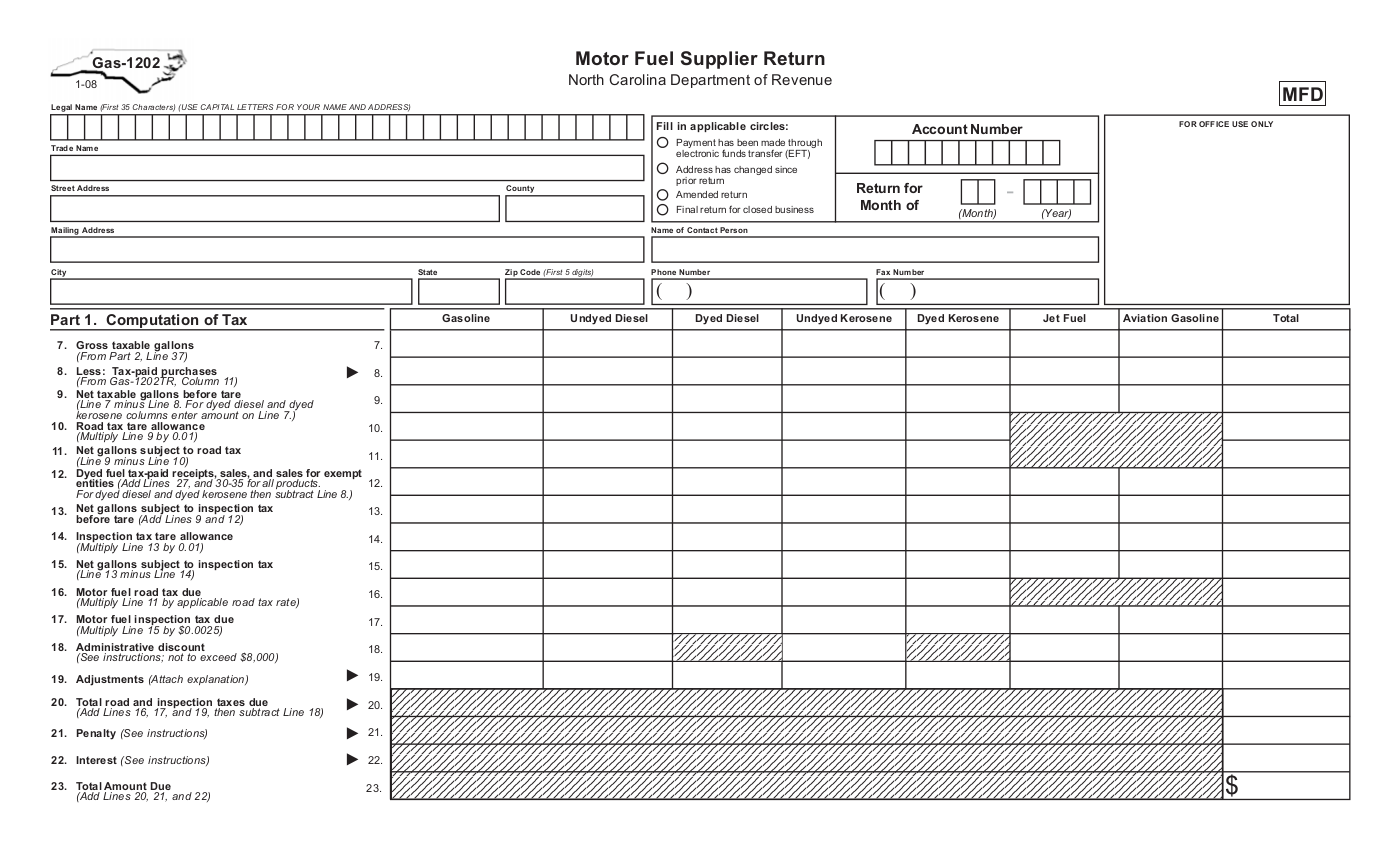 Gas-1202
1-08
Motor Fuel Supplier Return
North Carolina Department of Revenue
MFD
Legal Name (First 35 Characters) (USE CAPITAL LETTERS FOR YOUR NAME AND ADDRESS)
Trade Name
Street Address
County
Mailing Address
City
State
Zip Code (First 5 digits)
Fill in applicable circles:
Payment has been made through
electronic funds transfer (EFT)
Address has changed since
prior return
Amended return
Final return for closed business
Account Number
Return for
Month of
–
(Month)
(Year)
Name of Contact Person
Phone Number
( )
Fax Number
( )
FOR OFFICE USE ONLY
Part 1. Computation of Tax
Gasoline Undyed Diesel Dyed Diesel Undyed Kerosene Dyed Kerosene Jet Fuel Aviation Gasoline Total
7. Gross taxable gallons 7.
(From Part 2, Line 37)
8. Less: Tax-paid purchases ▶ 8.
(From Gas-1202TR, Column 11)
9. Net taxable gallons before tare 9.
(Line 7 minus Line 8. For dyed diesel and dyed
kerosene columns enter amount on Line 7.)
10. Road tax tare allowance 10.
(Multiply Line 9 by 0.01)
11. Net gallons subject to road tax 11.
(Line 9 minus Line 10)
12. Dyed fuel tax-paid receipts, sales, and sales for exempt
entities (Add Lines 27, and 30-35 for all products. 12.
For dyed diesel and dyed kerosene then subtract Line 8.)
13. Net gallons subject to inspection tax 13.
before tare (Add Lines 9 and 12)
14. Inspection tax tare allowance 14.
(Multiply Line 13 by 0.01)
15. Net gallons subject to inspection tax 15.
(Line 13 minus Line 14)
16. Motor fuel road tax due 16.
(Multiply Line 11 by applicable road tax rate)
17. Motor fuel inspection tax due 17.
(Multiply Line 15 by $0.0025)
18. Administrative discount 18.
(See instructions; not to exceed $8,000)
19. Adjustments (Attach explanation) ▶ 19.
20. Total road and inspection taxes due ▶ 20.
(Add Lines 16, 17, and 19, then subtract Line 18)
21. Penalty (See instructions) ▶ 21.
22. Interest (See instructions) ▶ 22.
23. Total Amount Due 23. $
(Add Lines 20, 21, and 22)